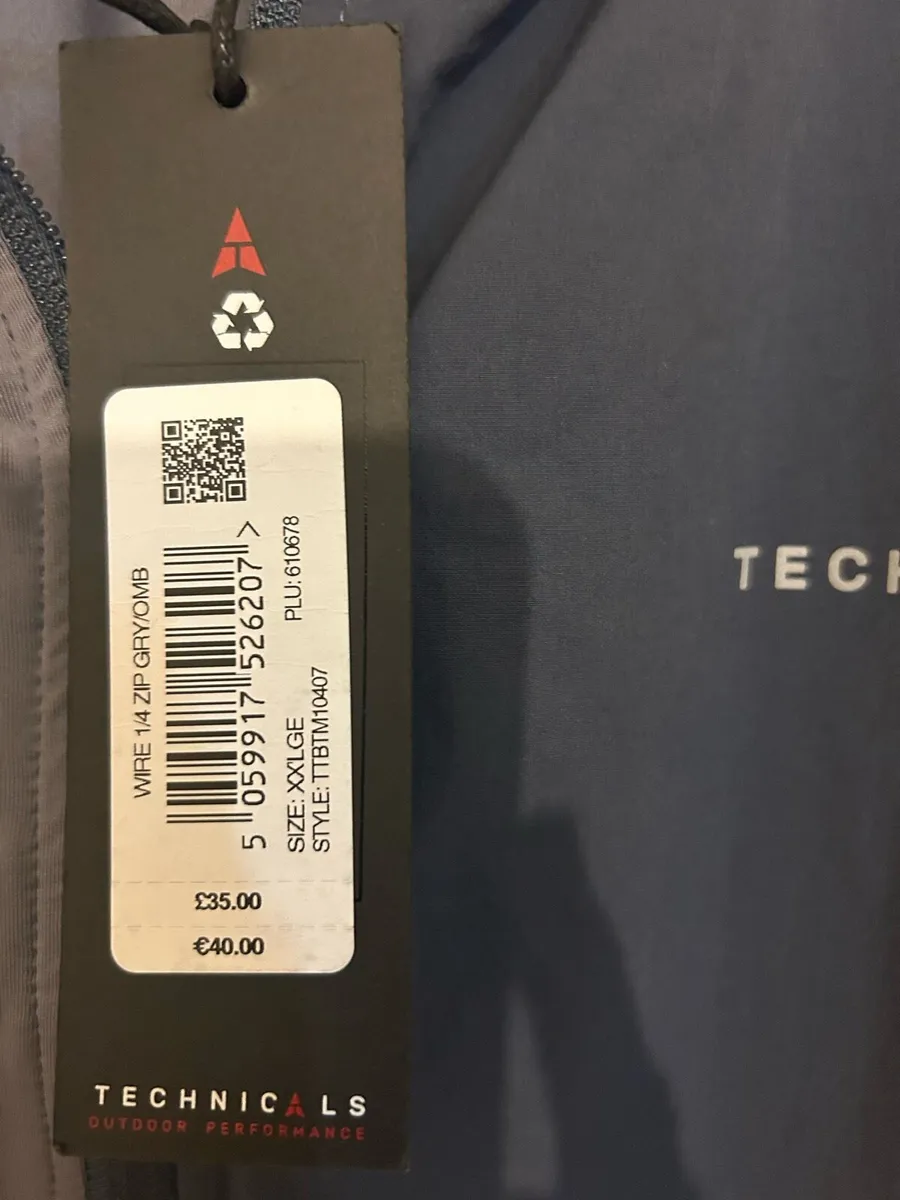 WIRE 1/4 ZIP GRY/OMB
5 059917 526207 >
PLU: 610678
SIZE: XXLGE
STYLE: TTBTM10407
£35.00
€40.00
TECHNICALS
OUTDOOR PERFORMANCE
TECH